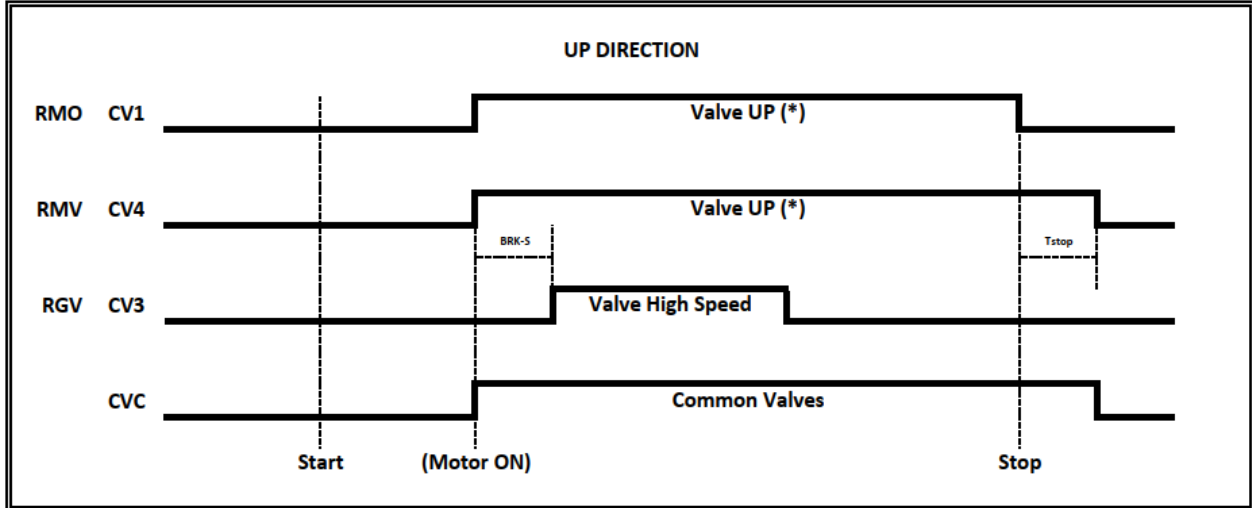 UP DIRECTION
RMO CV1 Valve UP (*)
RMV CV4 Valve UP (*)
BRK-S Tstop
RGV CV3 Valve High Speed
CVC Common Valves
Start (Motor ON) Stop